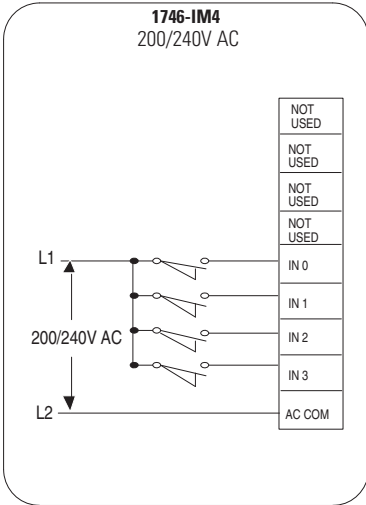 1746-IM4
200/240V AC
NOT
USED
NOT
USED
NOT
USED
NOT
USED
L1
IN 0
IN 1
200/240V AC
IN 2
IN 3
L2
AC COM